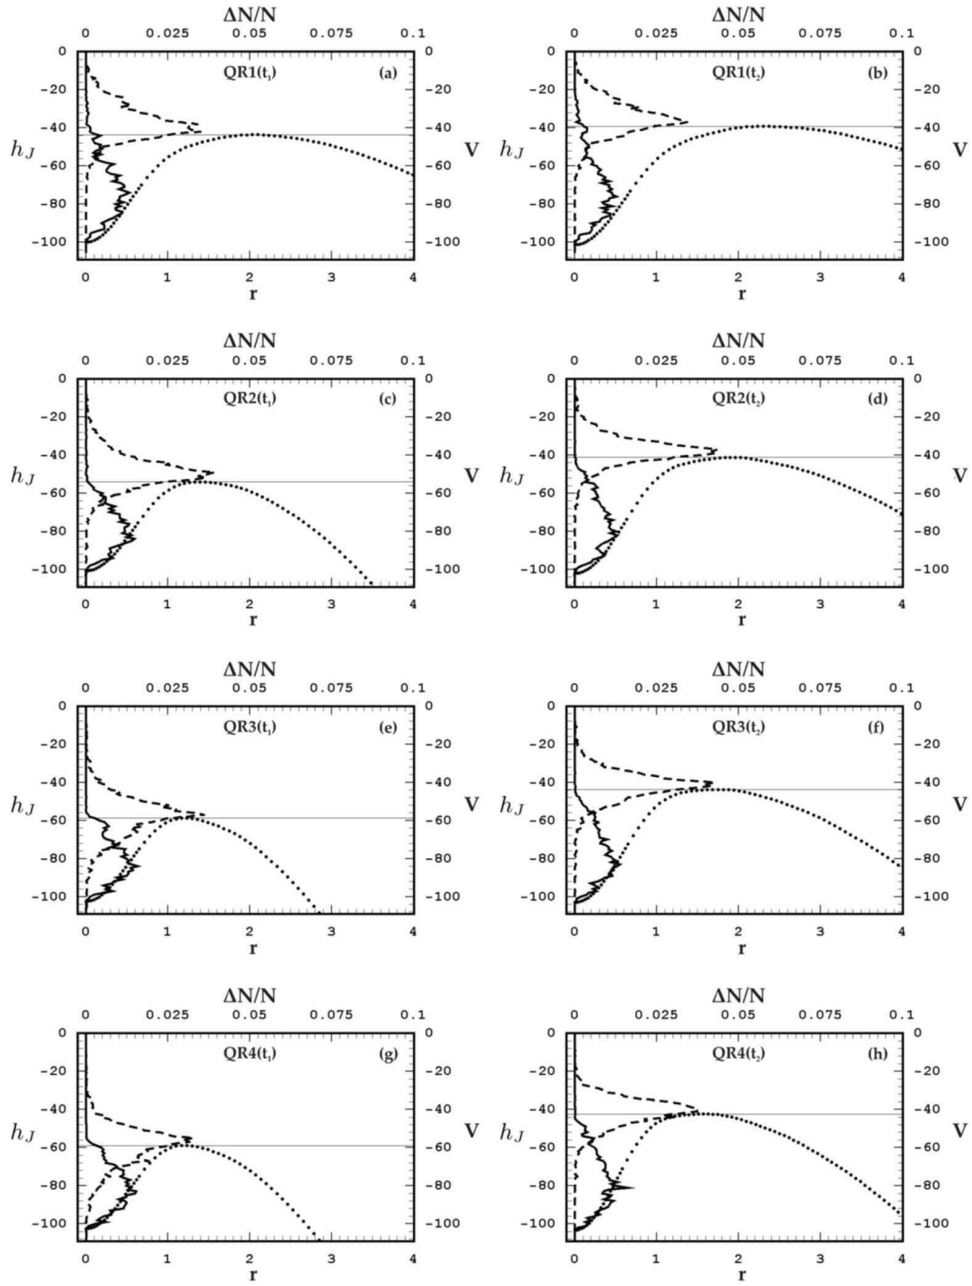 ΔN/N ΔN/N
0 0.025 0.05 0.075 0.1 0 0.025 0.05 0.075 0.1
0 QR1(t₁) (a) 0 0 QR1(t₂) (b) 0
-20 -20 -20 -20
-40 -40 -40 -40
h_J V h_J V
-60 -60 -60 -60
-80 -80 -80 -80
-100 -100 -100 -100
0 1 2 3 4 0 1 2 3 4
r r
ΔN/N ΔN/N
0 0.025 0.05 0.075 0.1 0 0.025 0.05 0.075 0.1
0 QR2(t₁) (c) 0 0 QR2(t₂) (d) 0
-20 -20 -20 -20
-40 -40 -40 -40
h_J V h_J V
-60 -60 -60 -60
-80 -80 -80 -80
-100 -100 -100 -100
0 1 2 3 4 0 1 2 3 4
r r
ΔN/N ΔN/N
0 0.025 0.05 0.075 0.1 0 0.025 0.05 0.075 0.1
0 QR3(t₁) (e) 0 0 QR3(t₂) (f) 0
-20 -20 -20 -20
-40 -40 -40 -40
h_J V h_J V
-60 -60 -60 -60
-80 -80 -80 -80
-100 -100 -100 -100
0 1 2 3 4 0 1 2 3 4
r r
ΔN/N ΔN/N
0 0.025 0.05 0.075 0.1 0 0.025 0.05 0.075 0.1
0 QR4(t₁) (g) 0 0 QR4(t₂) (h) 0
-20 -20 -20 -20
-40 -40 -40 -40
h_J V h_J V
-60 -60 -60 -60
-80 -80 -80 -80
-100 -100 -100 -100
0 1 2 3 4 0 1 2 3 4
r r